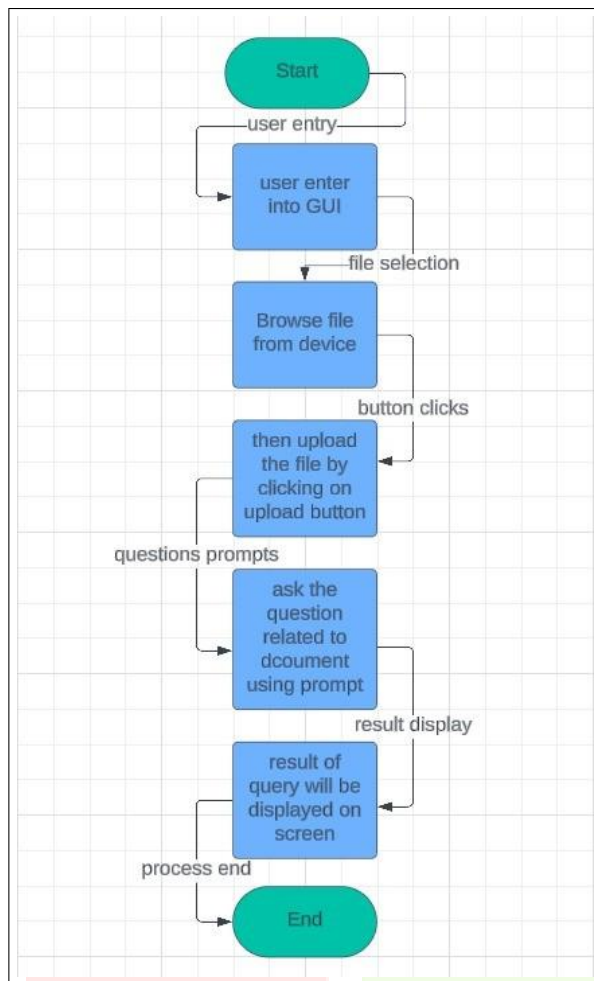 Start
user entry
user enter
into GUI
file selection
Browse file
from device
button clicks
then upload
the file by
clicking on
upload button
questions prompts
ask the
question
related to
dcoument
using prompt
result display
result of
query will be
displayed on
screen
process end
End